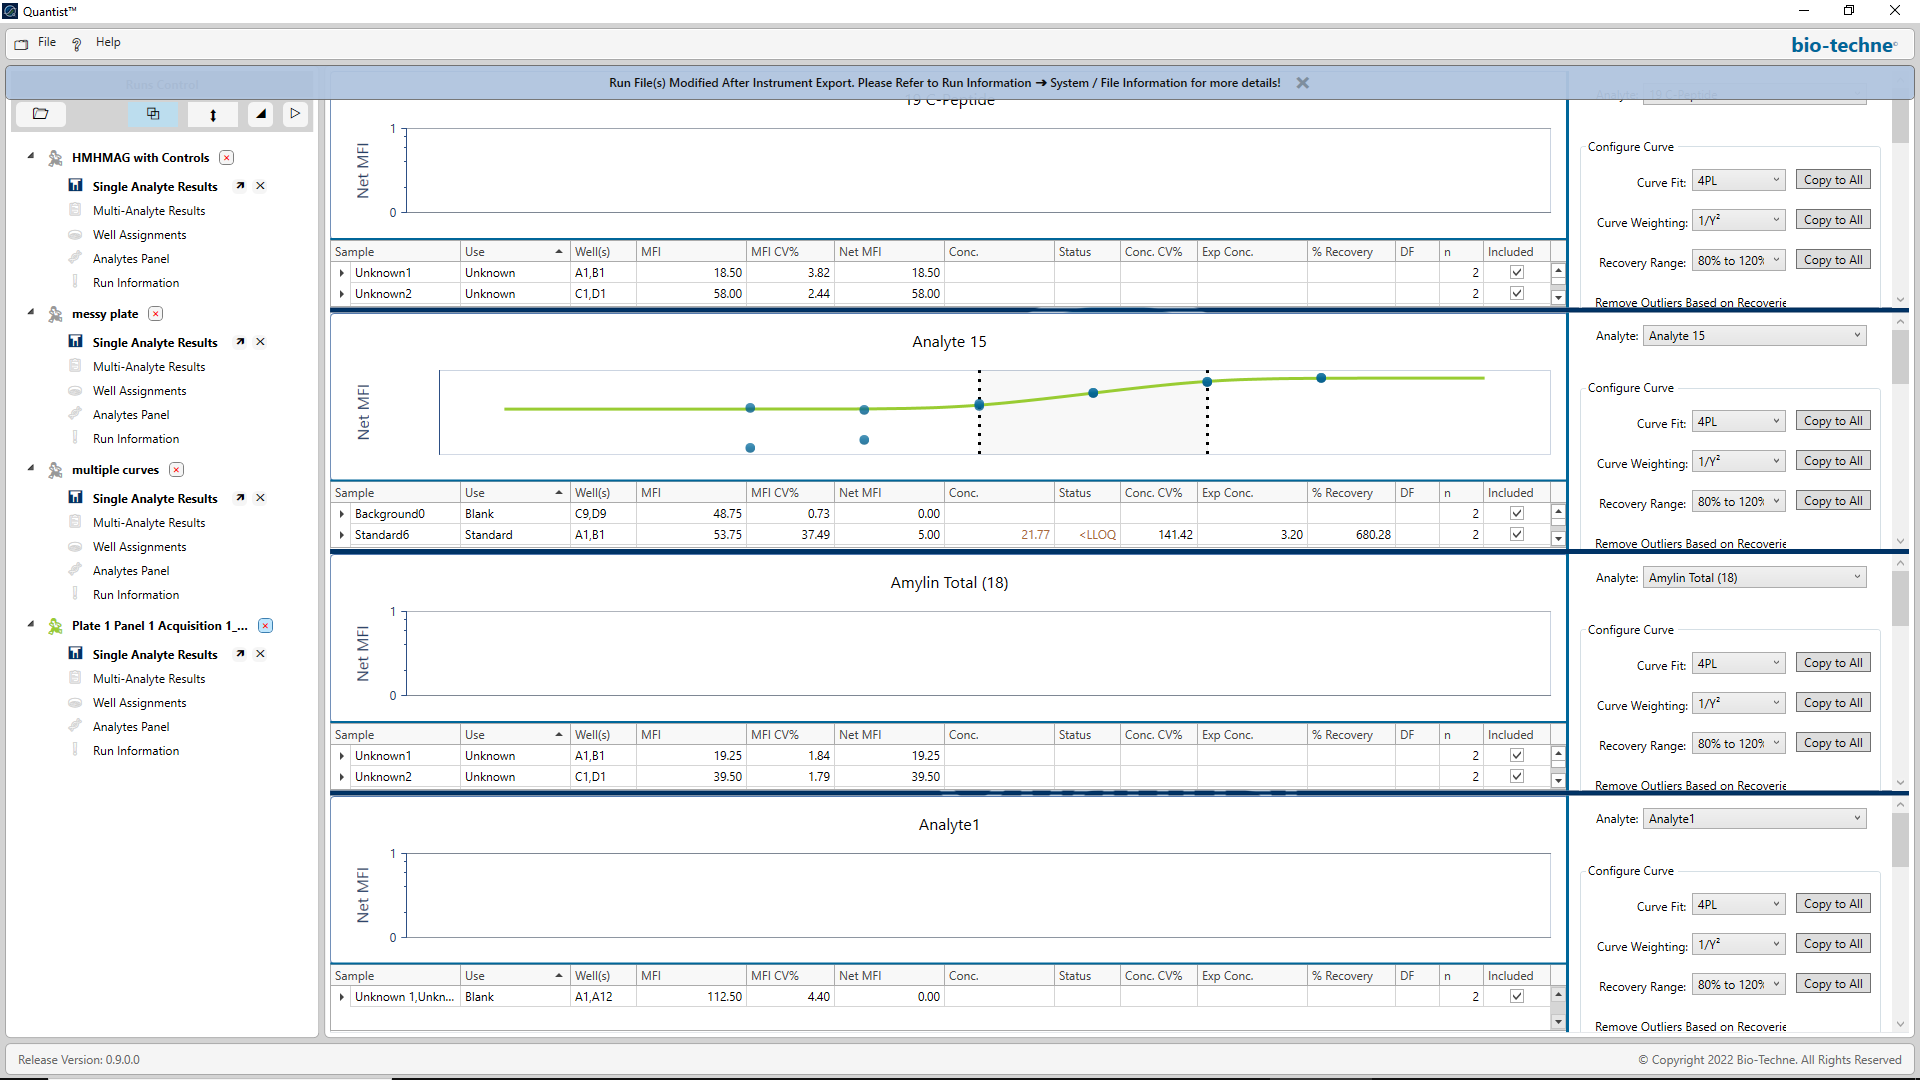 Quantist™
File Help
bio-techne
Run File(s) Modified After Instrument Export. Please Refer to Run Information ➔ System / File Information for more details!
HMHMAG with Controls
Single Analyte Results
Multi-Analyte Results
Well Assignments
Analytes Panel
Run Information
messy plate
Single Analyte Results
Multi-Analyte Results
Well Assignments
Analytes Panel
Run Information
multiple curves
Single Analyte Results
Multi-Analyte Results
Well Assignments
Analytes Panel
Run Information
Plate 1 Panel 1 Acquisition 1_...
Single Analyte Results
Multi-Analyte Results
Well Assignments
Analytes Panel
Run Information
19 C-Peptide
Net MFI
1
0
Sample Use Well(s) MFI MFI CV% Net MFI Conc. Status Conc. CV% Exp Conc. % Recovery DF n Included
Unknown1 Unknown A1,B1 18.50 3.82 18.50 2
Unknown2 Unknown C1,D1 58.00 2.44 58.00 2
Analyte: 19 C-Peptide
Configure Curve
Curve Fit: 4PL Copy to All
Curve Weighting: 1/Y² Copy to All
Recovery Range: 80% to 120% Copy to All
Remove Outliers Based on Recoverie
Analyte 15
Net MFI
Sample Use Well(s) MFI MFI CV% Net MFI Conc. Status Conc. CV% Exp Conc. % Recovery DF n Included
Background0 Blank C9,D9 48.75 0.73 0.00 2
Standard6 Standard A1,B1 53.75 37.49 5.00 21.77 <LLOQ 141.42 3.20 680.28 2
Analyte: Analyte 15
Configure Curve
Curve Fit: 4PL Copy to All
Curve Weighting: 1/Y² Copy to All
Recovery Range: 80% to 120% Copy to All
Remove Outliers Based on Recoverie
Amylin Total (18)
Net MFI
1
0
Sample Use Well(s) MFI MFI CV% Net MFI Conc. Status Conc. CV% Exp Conc. % Recovery DF n Included
Unknown1 Unknown A1,B1 19.25 1.84 19.25 2
Unknown2 Unknown C1,D1 39.50 1.79 39.50 2
Analyte: Amylin Total (18)
Configure Curve
Curve Fit: 4PL Copy to All
Curve Weighting: 1/Y² Copy to All
Recovery Range: 80% to 120% Copy to All
Remove Outliers Based on Recoverie
Analyte1
Net MFI
1
0
Sample Use Well(s) MFI MFI CV% Net MFI Conc. Status Conc. CV% Exp Conc. % Recovery DF n Included
Unknown 1,Unkn... Blank A1,A12 112.50 4.40 0.00 2
Analyte: Analyte1
Configure Curve
Curve Fit: 4PL Copy to All
Curve Weighting: 1/Y² Copy to All
Recovery Range: 80% to 120% Copy to All
Remove Outliers Based on Recoverie
Release Version: 0.9.0.0
© Copyright 2022 Bio-Techne. All Rights Reserved